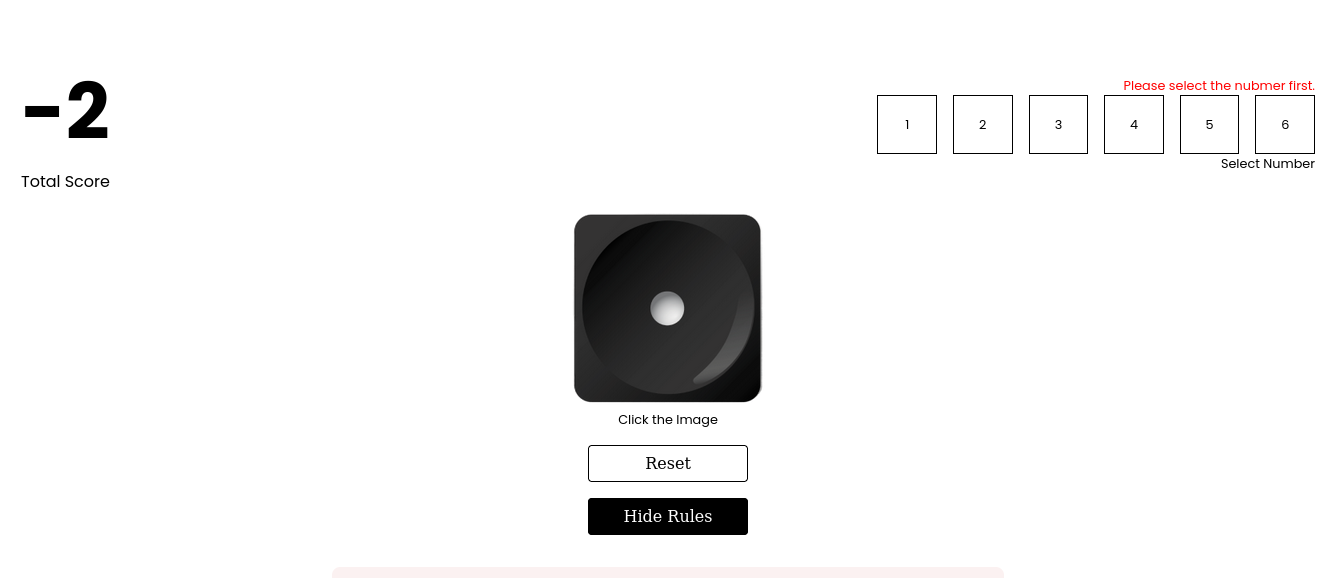 -2
Total Score
Please select the nubmer first.
1 2 3 4 5 6
Select Number
Click the Image
Reset
Hide Rules